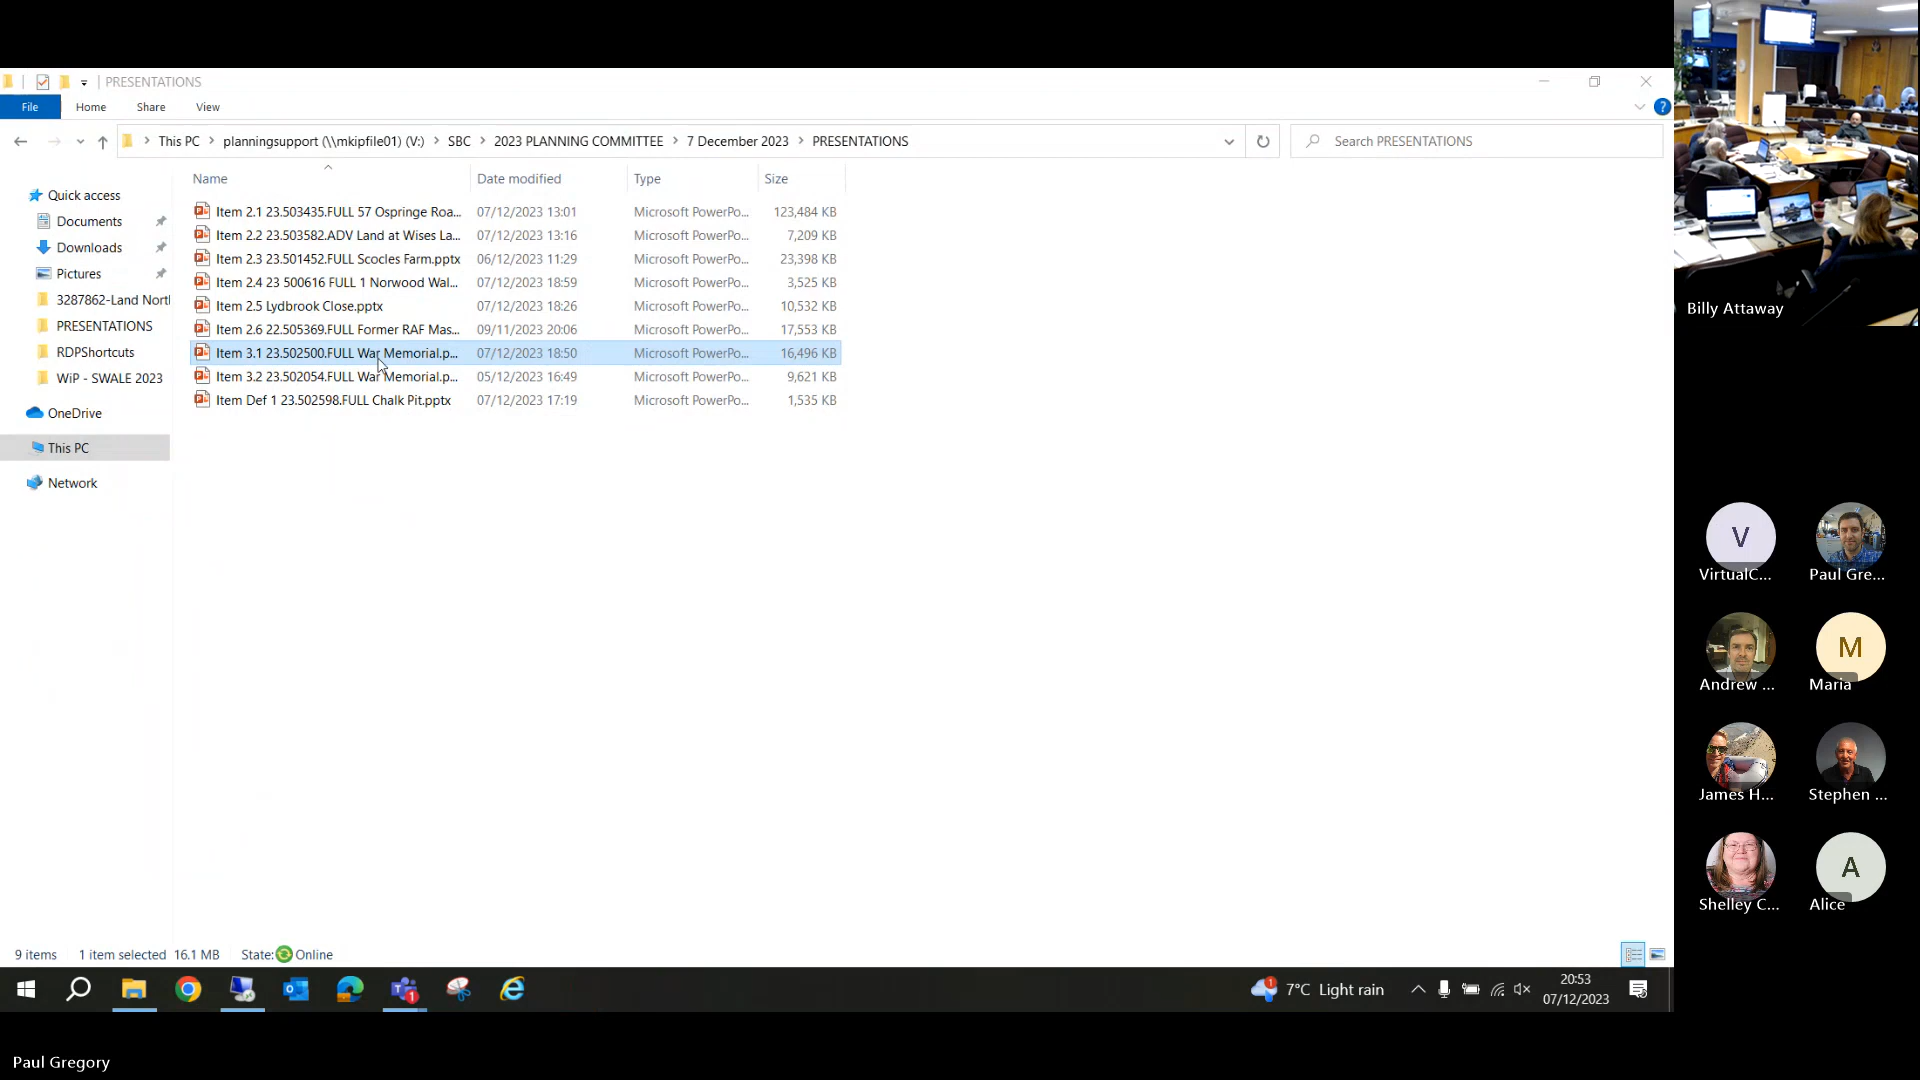 PRESENTATIONS
File Home Share View
This PC planningsupport (\\mkipfile01) (V:) SBC 2023 PLANNING COMMITTEE 7 December 2023 PRESENTATIONS
Search PRESENTATIONS
Name Date modified Type Size
Quick access
Documents
Downloads
Pictures
3287862-Land Nort
PRESENTATIONS
RDPShortcuts
WiP - SWALE 2023
OneDrive
This PC
Network
Item 2.1 23.503435.FULL 57 Ospringe Roa... 07/12/2023 13:01 Microsoft PowerPo... 123,484 KB
Item 2.2 23.503582.ADV Land at Wises La... 07/12/2023 13:16 Microsoft PowerPo... 7,209 KB
Item 2.3 23.501452.FULL Scocles Farm.pptx 06/12/2023 11:29 Microsoft PowerPo... 23,398 KB
Item 2.4 23 500616 FULL 1 Norwood Wal... 07/12/2023 18:59 Microsoft PowerPo... 3,525 KB
Item 2.5 Lydbrook Close.pptx 07/12/2023 18:26 Microsoft PowerPo... 10,532 KB
Item 2.6 22.505369.FULL Former RAF Mas... 09/11/2023 20:06 Microsoft PowerPo... 17,553 KB
Item 3.1 23.502500.FULL War Memorial.p... 07/12/2023 18:50 Microsoft PowerPo... 16,496 KB
Item 3.2 23.502054.FULL War Memorial.p... 05/12/2023 16:49 Microsoft PowerPo... 9,621 KB
Item Def 1 23.502598.FULL Chalk Pit.pptx 07/12/2023 17:19 Microsoft PowerPo... 1,535 KB
9 items 1 item selected 16.1 MB State: Online
7°C Light rain
20:53
07/12/2023
Paul Gregory
Billy Attaway
V
VirtualC... Paul Gre...
M
Andrew ... Maria
James H... Stephen ...
A
Shelley C... Alice